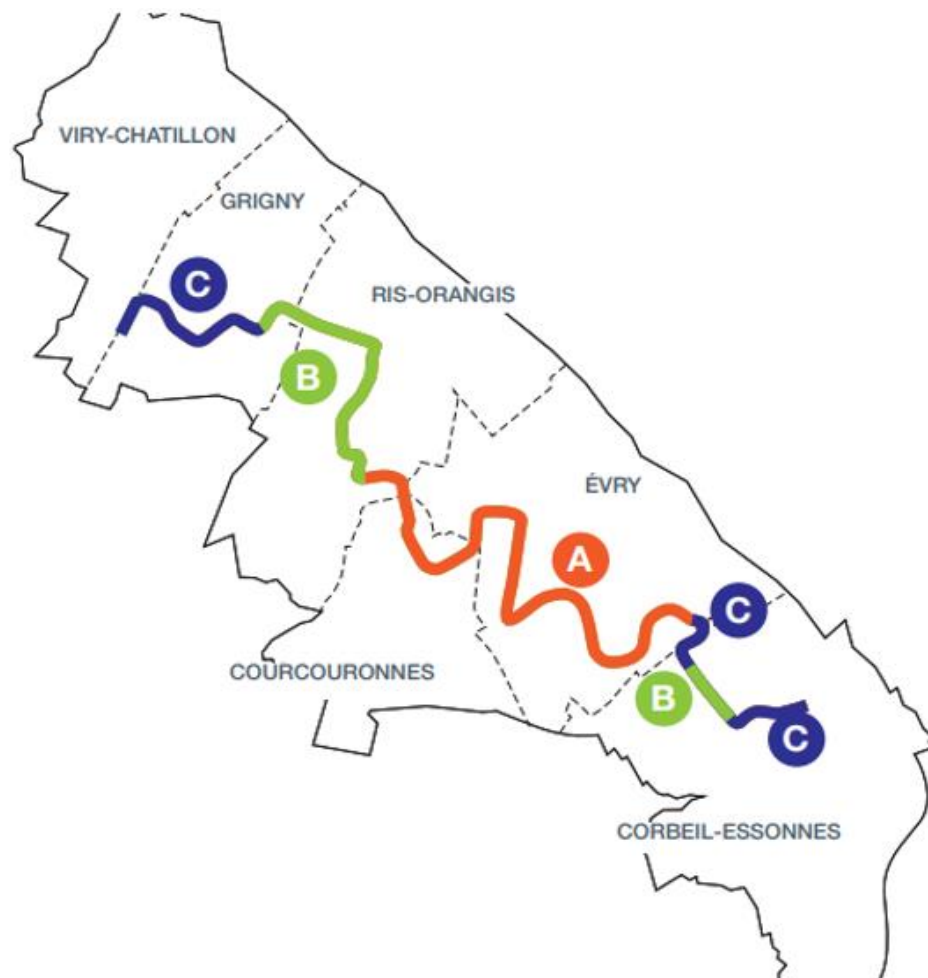 VIRY-CHATILLON
GRIGNY
C
RIS-ORANGIS
B
ÉVRY
A
C
COURCOURONNES
B
C
CORBEIL-ESSONNES